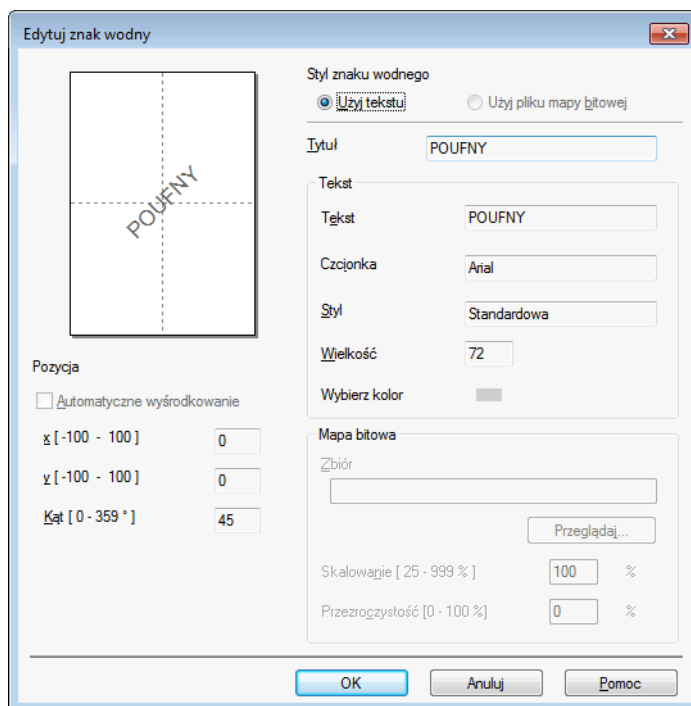 Edytuj znak wodny
POUFNY
Pozycja
Automatyczne wyśrodkowanie
x [ -100 - 100 ] 0
y [ -100 - 100 ] 0
Kąt [ 0 - 359 ° ] 45
Styl znaku wodnego
Użyj tekstu Użyj pliku mapy bitowej
Tytuł POUFNY
Tekst
Tekst POUFNY
Czcionka Arial
Styl Standardowa
Wielkość 72
Wybierz kolor
Mapa bitowa
Zbiór
Przeglądaj...
Skalowanie [ 25 - 999 % ] 100 %
Przezroczystość [0 - 100 %] 0 %
OK Anuluj Pomoc